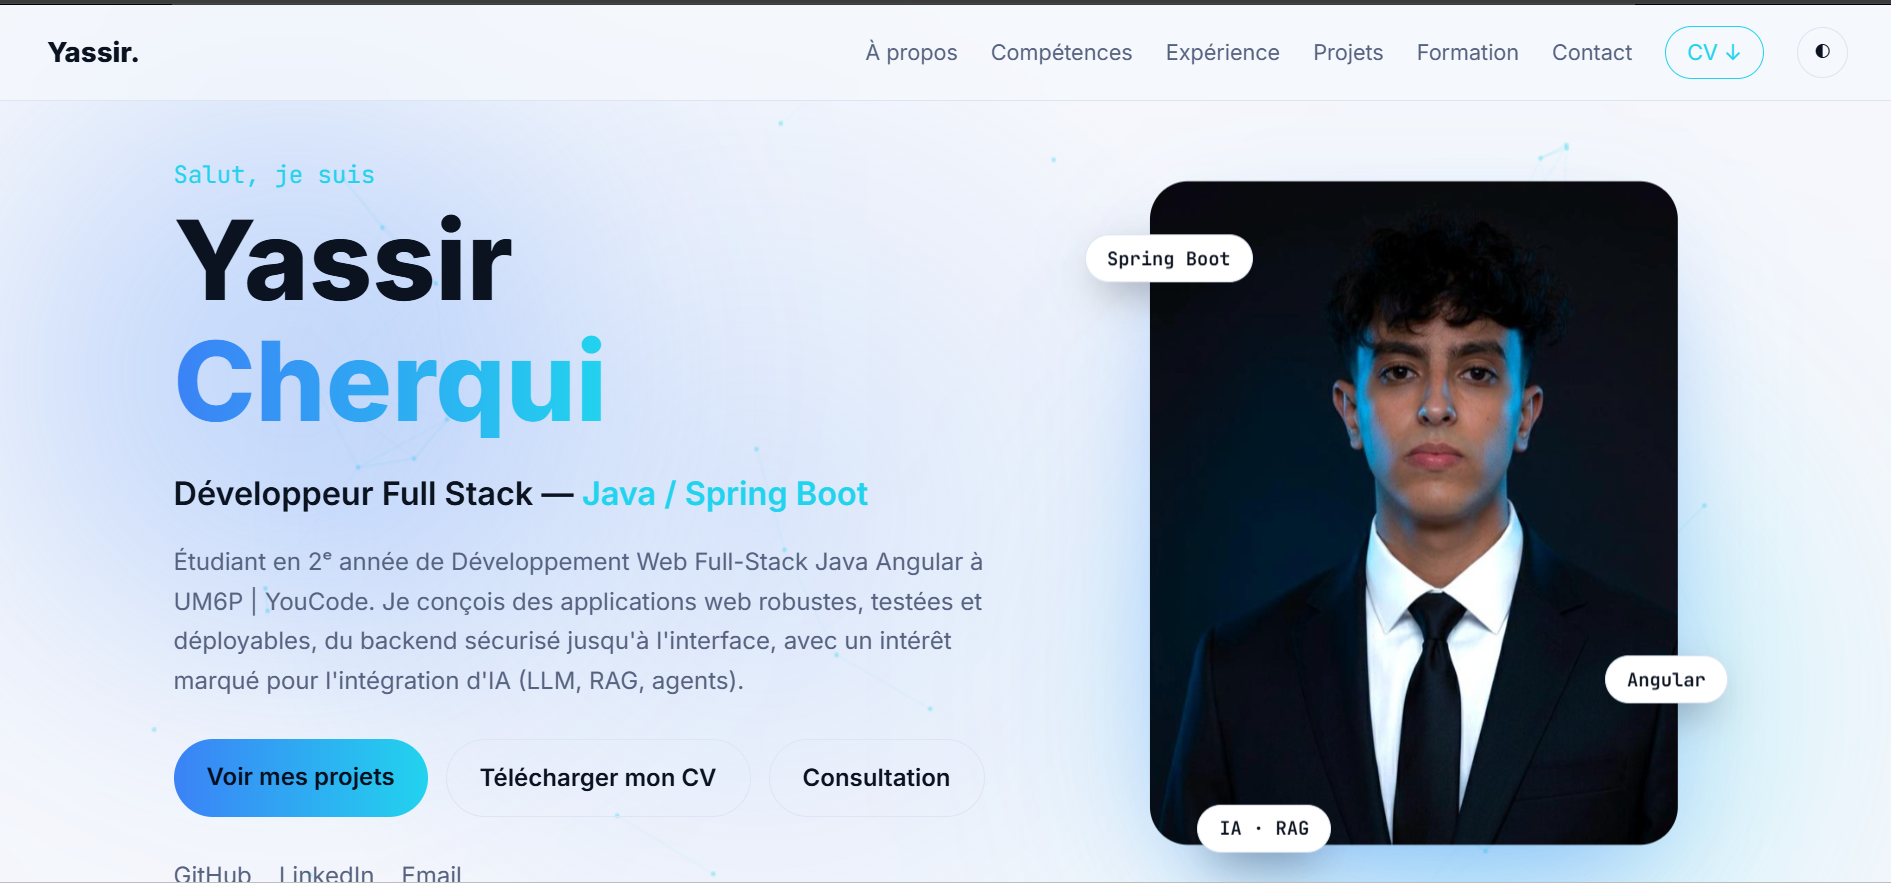 Yassir.
À propos
Compétences
Expérience
Projets
Formation
Contact
CV ↓
Salut, je suis
Yassir
Cherqui
Développeur Full Stack — Java / Spring Boot
Étudiant en 2ᵉ année de Développement Web Full-Stack Java Angular à
UM6P | YouCode. Je conçois des applications web robustes, testées et
déployables, du backend sécurisé jusqu'à l'interface, avec un intérêt
marqué pour l'intégration d'IA (LLM, RAG, agents).
Voir mes projets
Télécharger mon CV
Consultation
GitHub
LinkedIn
Email
Spring Boot
Angular
IA · RAG